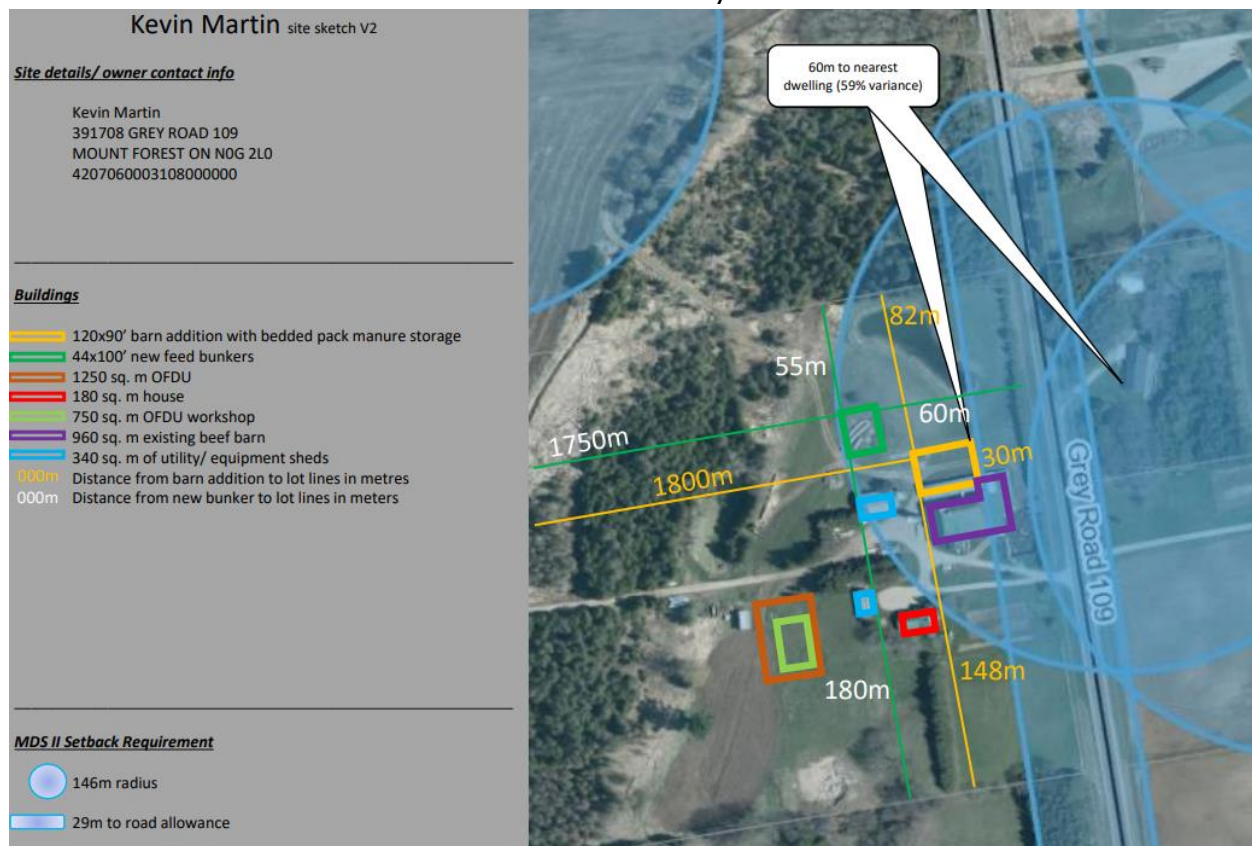 Kevin Martin site sketch V2
Site details/ owner contact info
Kevin Martin
391708 GREY ROAD 109
MOUNT FOREST ON N0G 2L0
4207060003108000000
Buildings
120x90' barn addition with bedded pack manure storage
44x100' new feed bunkers
1250 sq. m OFDU
180 sq. m house
750 sq. m OFDU workshop
960 sq. m existing beef barn
340 sq. m of utility/ equipment sheds
000m Distance from barn addition to lot lines in metres
000m Distance from new bunker to lot lines in meters
MDS II Setback Requirement
146m radius
29m to road allowance
60m to nearest
dwelling (59% variance)
82m
55m
60m
1750m
30m
1800m
Grey Road 109
148m
180m